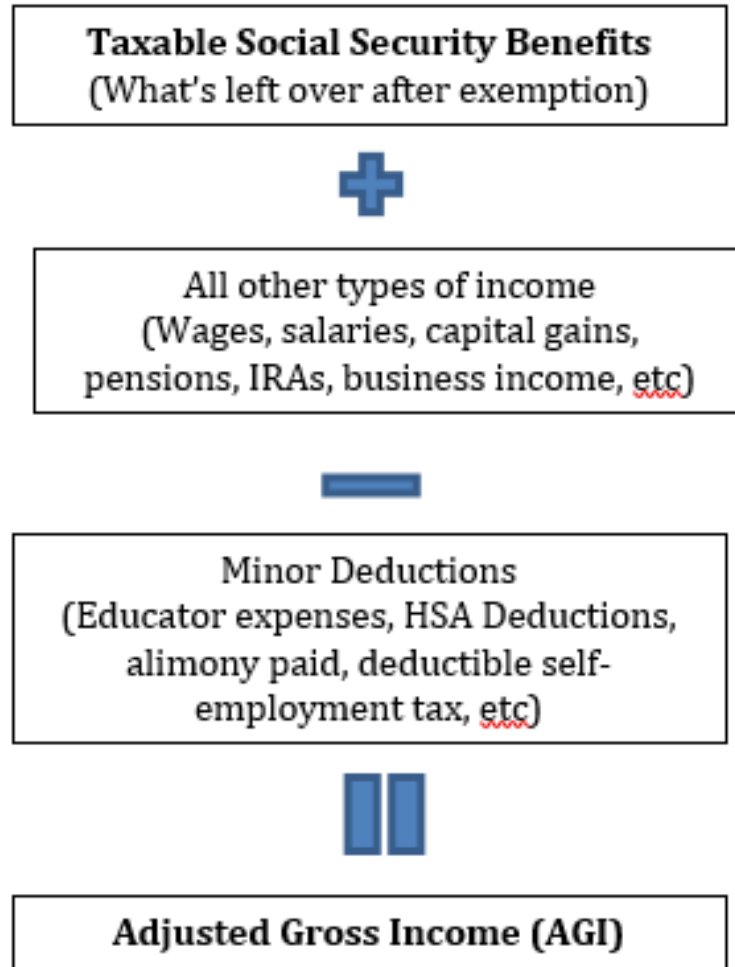 Taxable Social Security Benefits
(What's left over after exemption)
All other types of income
(Wages, salaries, capital gains,
pensions, IRAs, business income, etc)
Minor Deductions
(Educator expenses, HSA Deductions,
alimony paid, deductible self-
employment tax, etc)
Adjusted Gross Income (AGI)